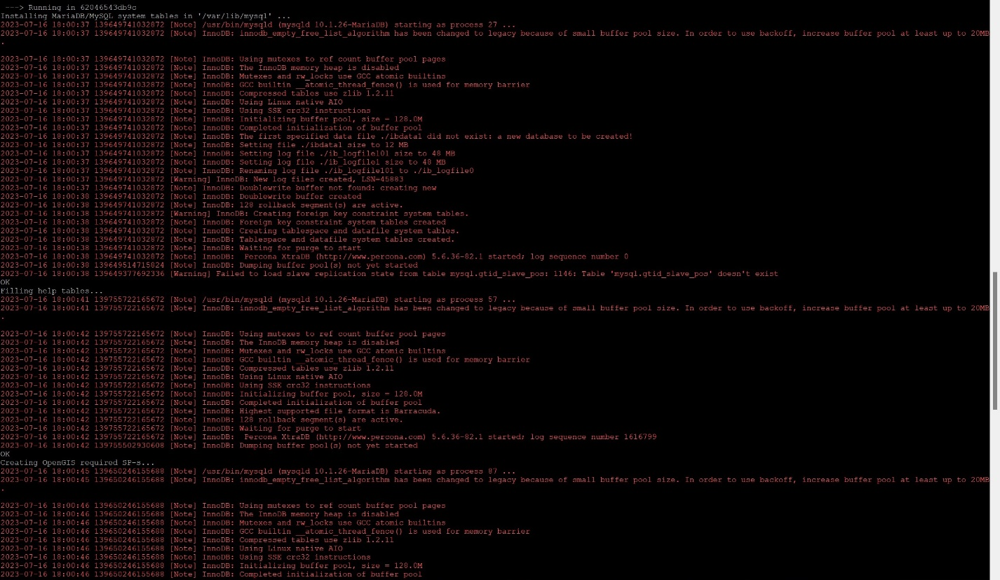 ---> Running in 62046543db9c
Installing MariaDB/MySQL system tables in '/var/lib/mysql' ...
2023-07-16 18:00:37 139649741032872 [Note] /usr/bin/mysqld (mysqld 10.1.26-MariaDB) starting as process 27 ...
2023-07-16 18:00:37 139649741032872 [Note] InnoDB: innodb_empty_free_list_algorithm has been changed to legacy because of small buffer pool size. In order to use backoff, increase buffer pool at least up to 20MB
.
2023-07-16 18:00:37 139649741032872 [Note] InnoDB: Using mutexes to ref count buffer pool pages
2023-07-16 18:00:37 139649741032872 [Note] InnoDB: The InnoDB memory heap is disabled
2023-07-16 18:00:37 139649741032872 [Note] InnoDB: Mutexes and rw_locks use GCC atomic builtins
2023-07-16 18:00:37 139649741032872 [Note] InnoDB: GCC builtin __atomic_thread_fence() is used for memory barrier
2023-07-16 18:00:37 139649741032872 [Note] InnoDB: Compressed tables use zlib 1.2.11
2023-07-16 18:00:37 139649741032872 [Note] InnoDB: Using Linux native AIO
2023-07-16 18:00:37 139649741032872 [Note] InnoDB: Using SSE crc32 instructions
2023-07-16 18:00:37 139649741032872 [Note] InnoDB: Initializing buffer pool, size = 128.0M
2023-07-16 18:00:37 139649741032872 [Note] InnoDB: Completed initialization of buffer pool
2023-07-16 18:00:37 139649741032872 [Note] InnoDB: The first specified data file ./ibdata1 did not exist: a new database to be created!
2023-07-16 18:00:37 139649741032872 [Note] InnoDB: Setting file ./ibdata1 size to 12 MB
2023-07-16 18:00:37 139649741032872 [Note] InnoDB: Setting log file ./ib_logfile101 size to 48 MB
2023-07-16 18:00:37 139649741032872 [Note] InnoDB: Setting log file ./ib_logfile1 size to 48 MB
2023-07-16 18:00:37 139649741032872 [Note] InnoDB: Renaming log file ./ib_logfile101 to ./ib_logfile0
2023-07-16 18:00:37 139649741032872 [Warning] InnoDB: New log files created, LSN=45883
2023-07-16 18:00:37 139649741032872 [Note] InnoDB: Doublewrite buffer not found: creating new
2023-07-16 18:00:38 139649741032872 [Note] InnoDB: Doublewrite buffer created
2023-07-16 18:00:38 139649741032872 [Note] InnoDB: 128 rollback segment(s) are active.
2023-07-16 18:00:38 139649741032872 [Warning] InnoDB: Creating foreign key constraint system tables.
2023-07-16 18:00:38 139649741032872 [Note] InnoDB: Foreign key constraint system tables created
2023-07-16 18:00:38 139649741032872 [Note] InnoDB: Creating tablespace and datafile system tables.
2023-07-16 18:00:38 139649741032872 [Note] InnoDB: Tablespace and datafile system tables created.
2023-07-16 18:00:38 139649741032872 [Note] InnoDB: Waiting for purge to start
2023-07-16 18:00:38 139649741032872 [Note] InnoDB:  Percona XtraDB (http://www.percona.com) 5.6.36-82.1 started; log sequence number 0
2023-07-16 18:00:38 139649514715824 [Note] InnoDB: Dumping buffer pool(s) not yet started
2023-07-16 18:00:38 139649377692336 [Warning] Failed to load slave replication state from table mysql.gtid_slave_pos: 1146: Table 'mysql.gtid_slave_pos' doesn't exist
OK
Filling help tables...
2023-07-16 18:00:41 139755722165672 [Note] /usr/bin/mysqld (mysqld 10.1.26-MariaDB) starting as process 57 ...
2023-07-16 18:00:41 139755722165672 [Note] InnoDB: innodb_empty_free_list_algorithm has been changed to legacy because of small buffer pool size. In order to use backoff, increase buffer pool at least up to 20MB
.
2023-07-16 18:00:42 139755722165672 [Note] InnoDB: Using mutexes to ref count buffer pool pages
2023-07-16 18:00:42 139755722165672 [Note] InnoDB: The InnoDB memory heap is disabled
2023-07-16 18:00:42 139755722165672 [Note] InnoDB: Mutexes and rw_locks use GCC atomic builtins
2023-07-16 18:00:42 139755722165672 [Note] InnoDB: GCC builtin __atomic_thread_fence() is used for memory barrier
2023-07-16 18:00:42 139755722165672 [Note] InnoDB: Compressed tables use zlib 1.2.11
2023-07-16 18:00:42 139755722165672 [Note] InnoDB: Using Linux native AIO
2023-07-16 18:00:42 139755722165672 [Note] InnoDB: Using SSE crc32 instructions
2023-07-16 18:00:42 139755722165672 [Note] InnoDB: Initializing buffer pool, size = 128.0M
2023-07-16 18:00:42 139755722165672 [Note] InnoDB: Completed initialization of buffer pool
2023-07-16 18:00:42 139755722165672 [Note] InnoDB: Highest supported file format is Barracuda.
2023-07-16 18:00:42 139755722165672 [Note] InnoDB: 128 rollback segment(s) are active.
2023-07-16 18:00:42 139755722165672 [Note] InnoDB: Waiting for purge to start
2023-07-16 18:00:42 139755722165672 [Note] InnoDB:  Percona XtraDB (http://www.percona.com) 5.6.36-82.1 started; log sequence number 1616799
2023-07-16 18:00:42 139755502930608 [Note] InnoDB: Dumping buffer pool(s) not yet started
OK
Creating OpenGIS required SP-s...
2023-07-16 18:00:45 139650246155688 [Note] /usr/bin/mysqld (mysqld 10.1.26-MariaDB) starting as process 87 ...
2023-07-16 18:00:45 139650246155688 [Note] InnoDB: innodb_empty_free_list_algorithm has been changed to legacy because of small buffer pool size. In order to use backoff, increase buffer pool at least up to 20MB
.
2023-07-16 18:00:46 139650246155688 [Note] InnoDB: Using mutexes to ref count buffer pool pages
2023-07-16 18:00:46 139650246155688 [Note] InnoDB: The InnoDB memory heap is disabled
2023-07-16 18:00:46 139650246155688 [Note] InnoDB: Mutexes and rw_locks use GCC atomic builtins
2023-07-16 18:00:46 139650246155688 [Note] InnoDB: GCC builtin __atomic_thread_fence() is used for memory barrier
2023-07-16 18:00:46 139650246155688 [Note] InnoDB: Compressed tables use zlib 1.2.11
2023-07-16 18:00:46 139650246155688 [Note] InnoDB: Using Linux native AIO
2023-07-16 18:00:46 139650246155688 [Note] InnoDB: Using SSE crc32 instructions
2023-07-16 18:00:46 139650246155688 [Note] InnoDB: Initializing buffer pool, size = 128.0M
2023-07-16 18:00:46 139650246155688 [Note] InnoDB: Completed initialization of buffer pool